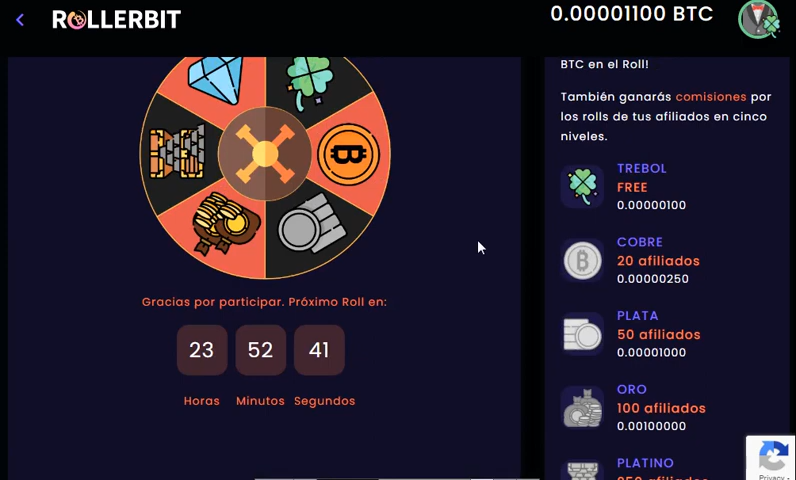 ROLLERBIT
0.00001100 BTC
Gracias por participar. Próximo Roll en:
23 52 41
Horas Minutos Segundos
BTC en el Roll!
También ganarás comisiones por
los rolls de tus afiliados en cinco
niveles.
TREBOL
FREE
0.00000100
COBRE
20 afiliados
0.00000250
PLATA
50 afiliados
0.00001000
ORO
100 afiliados
0.00100000
PLATINO
Privacy -